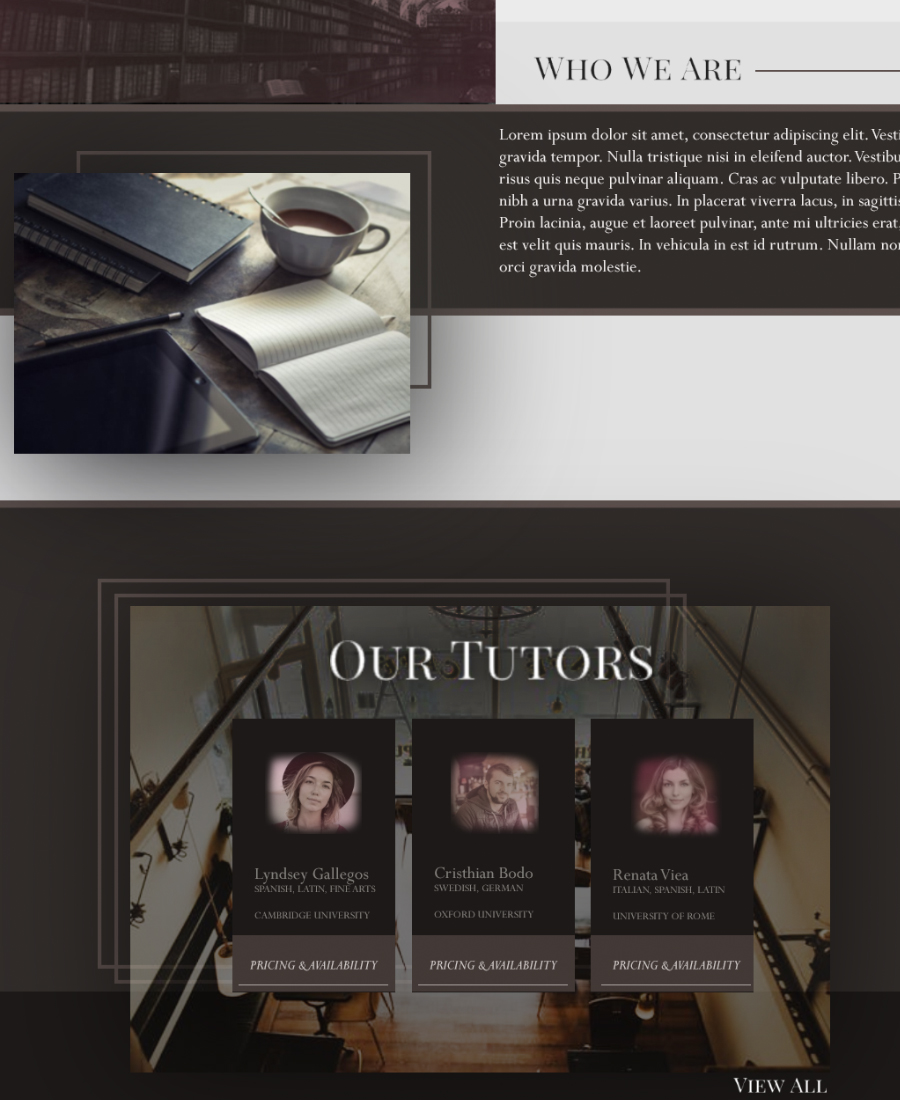 Who We Are
Lorem ipsum dolor sit amet, consectetur adipiscing elit. Vesti
gravida tempor. Nulla tristique nisi in eleifend auctor. Vestibu
risus quis neque pulvinar aliquam. Cras ac vulputate libero. P
nibh a urna gravida varius. In placerat viverra lacus, in sagittis
Proin lacinia, augue et laoreet pulvinar, ante mi ultricies erat,
est velit quis mauris. In vehicula in est id rutrum. Nullam non
orci gravida molestie.
Our Tutors
Lyndsey Gallegos
SPANISH, LATIN, FINE ARTS
CAMBRIDGE UNIVERSITY
PRICING & AVAILABILITY
Cristhian Bodo
SWEDISH, GERMAN
OXFORD UNIVERSITY
PRICING & AVAILABILITY
Renata Viea
ITALIAN, SPANISH, LATIN
UNIVERSITY OF ROME
PRICING & AVAILABILITY
View All